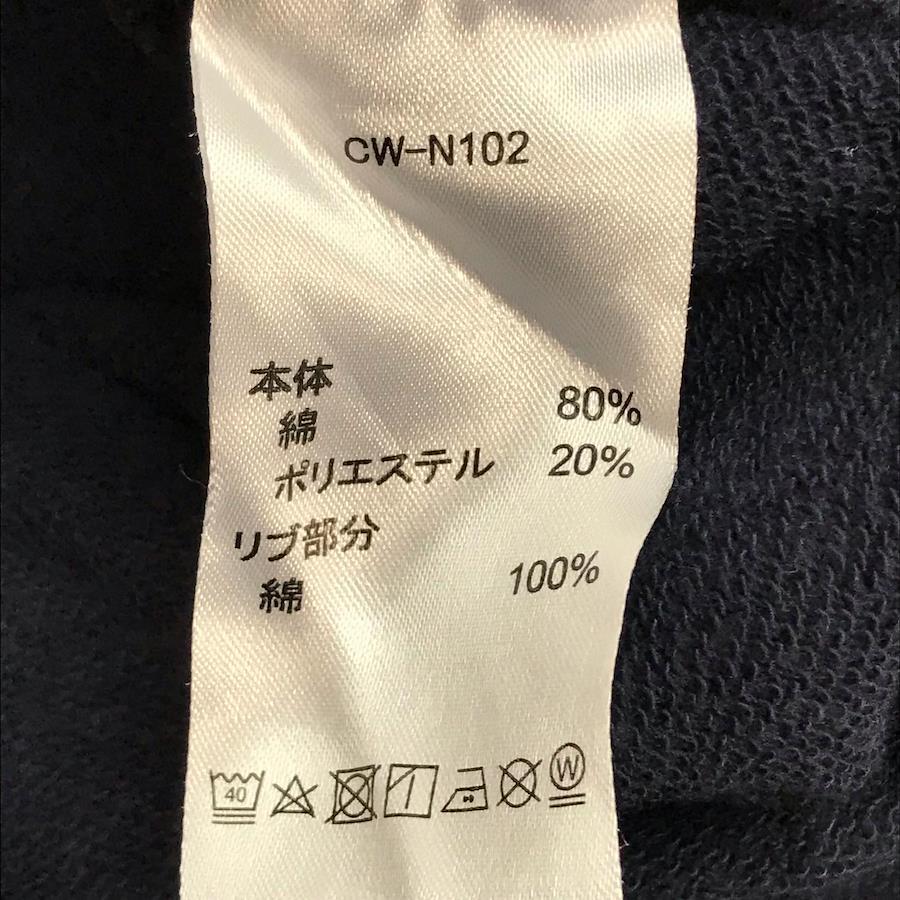 CW-N102
本体
綿 80%
ポリエステル 20%
リブ部分
綿 100%
40 W